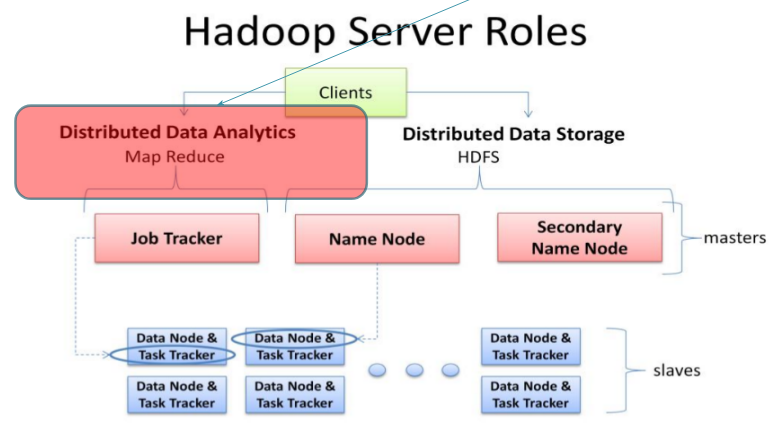 Hadoop Server Roles
Clients
Distributed Data Analytics
Map Reduce
Distributed Data Storage
HDFS
Job Tracker
Name Node
Secondary
Name Node
masters
Data Node &
Task Tracker
Data Node &
Task Tracker
Data Node &
Task Tracker
slaves
Data Node &
Task Tracker
Data Node &
Task Tracker
Data Node &
Task Tracker